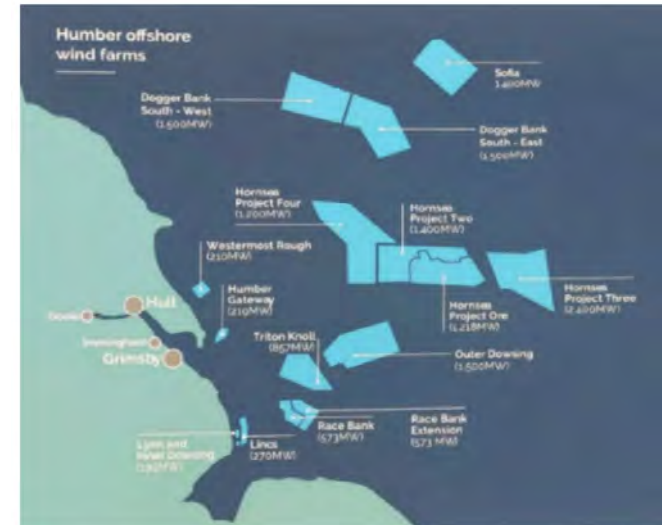 Humber offshore
wind farms
Sofia
1,400MW
Dogger Bank
South - West
(1,500MW)
Dogger Bank
South - East
(1,500MW)
Hornsea
Project Four
(1,200MW)
Hornsea
Project Two
(1,400MW)
Westermost Rough
(210MW)
Humber
Gateway
(219MW)
Hornsea
Project One
(1,218MW)
Hornsea
Project Three
(2,400MW)
Hull
Goole
Immingham
Grimsby
Triton Knoll
(857MW)
Outer Dowsing
(1,500MW)
Race Bank
(573MW)
Race Bank
Extension
(573 MW)
Lincs
(270MW)
Lynn and
Inner Dowsing